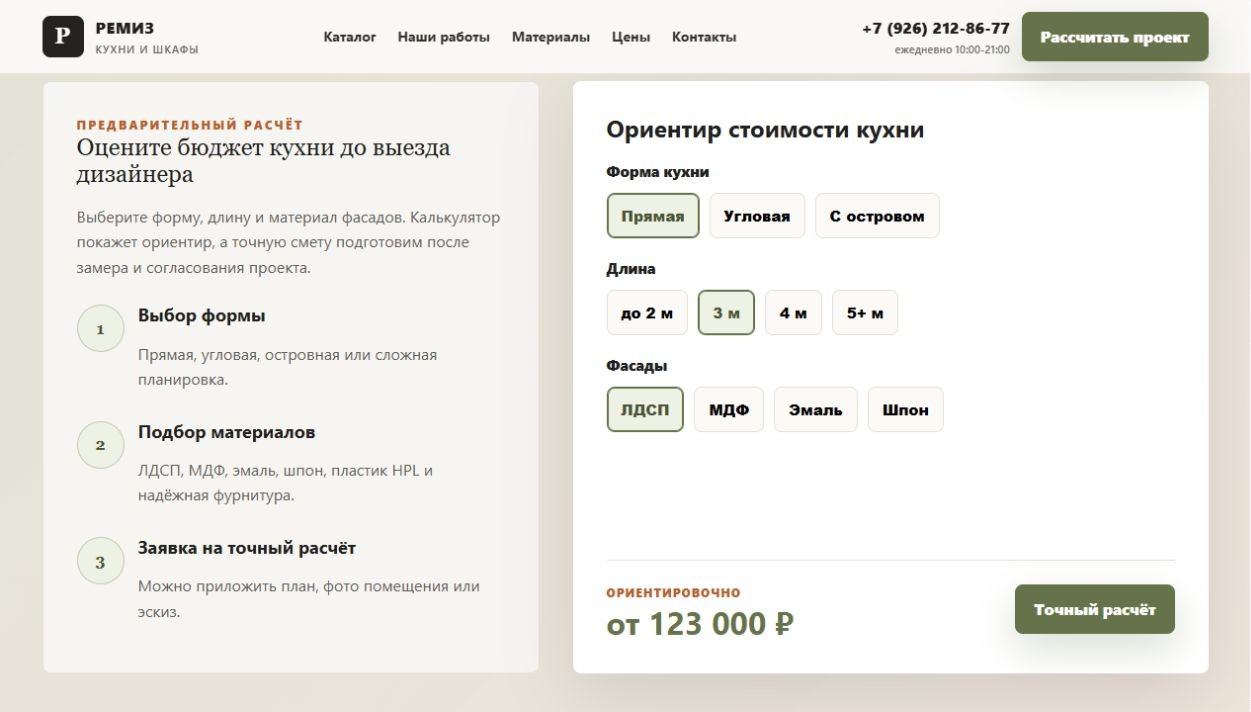 Р
РЕМИЗ
КУХНИ И ШКАФЫ
Каталог
Наши работы
Материалы
Цены
Контакты
+7 (926) 212-86-77
ежедневно 10:00-21:00
Рассчитать проект
ПРЕДВАРИТЕЛЬНЫЙ РАСЧЁТ
Оцените бюджет кухни до выезда
дизайнера
Выберите форму, длину и материал фасадов. Калькулятор
покажет ориентир, а точную смету подготовим после
замера и согласования проекта.
1
Выбор формы
Прямая, угловая, островная или сложная
планировка.
2
Подбор материалов
ЛДСП, МДФ, эмаль, шпон, пластик HPL и
надёжная фурнитура.
3
Заявка на точный расчёт
Можно приложить план, фото помещения или
эскиз.
Ориентир стоимости кухни
Форма кухни
Прямая
Угловая
С островом
Длина
до 2 м
3 м
4 м
5+ м
Фасады
ЛДСП
МДФ
Эмаль
Шпон
ОРИЕНТИРОВОЧНО
от 123 000 ₽
Точный расчёт